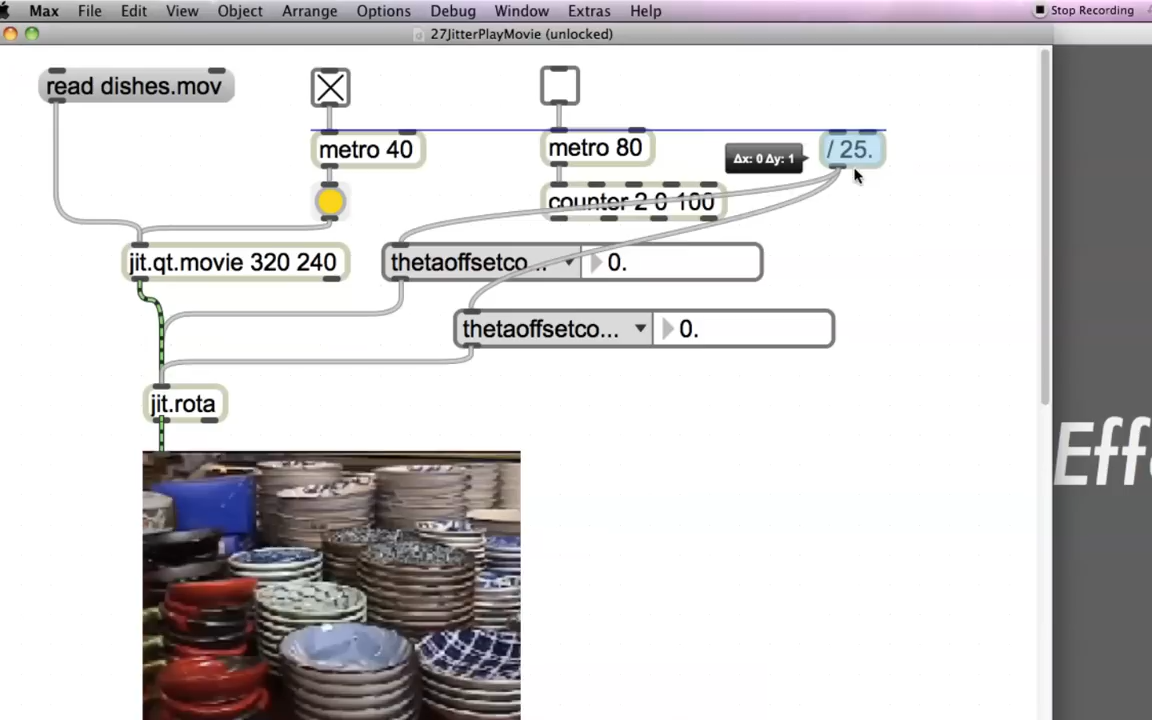 Max File Edit View Object Arrange Options Debug Window Extras Help Stop Recording
27JitterPlayMovie (unlocked)
read dishes.mov
metro 40
metro 80
Δx: 0 Δy: 1
/ 25.
counter 2 0 100
jit.qt.movie 320 240
thetaoffsetco... 0.
thetaoffsetco... 0.
jit.rota
Eff